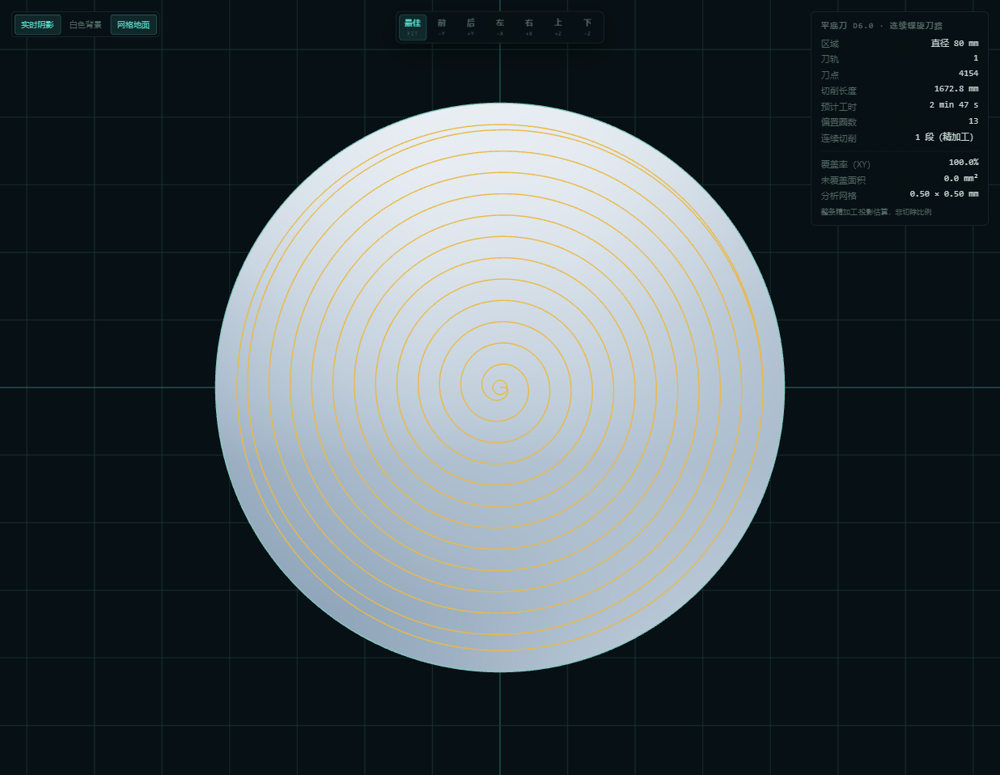 实时阴影 白色背景 网格地面
最佳 前 后 左 右 上 下
FIT -Y +Y -X +X +Z -Z
平底刀 D6.0 · 连续螺旋刀路
区域 直径 80 mm
刀轨 1
刀点 4154
切削长度 1672.8 mm
预计工时 2 min 47 s
偏置圈数 13
连续切削 1 段 (精加工)
覆盖率 (XY) 100.0%
未覆盖面积 0.0 mm²
分析网格 0.50 × 0.50 mm
整条精加工投影估算，非切除比例